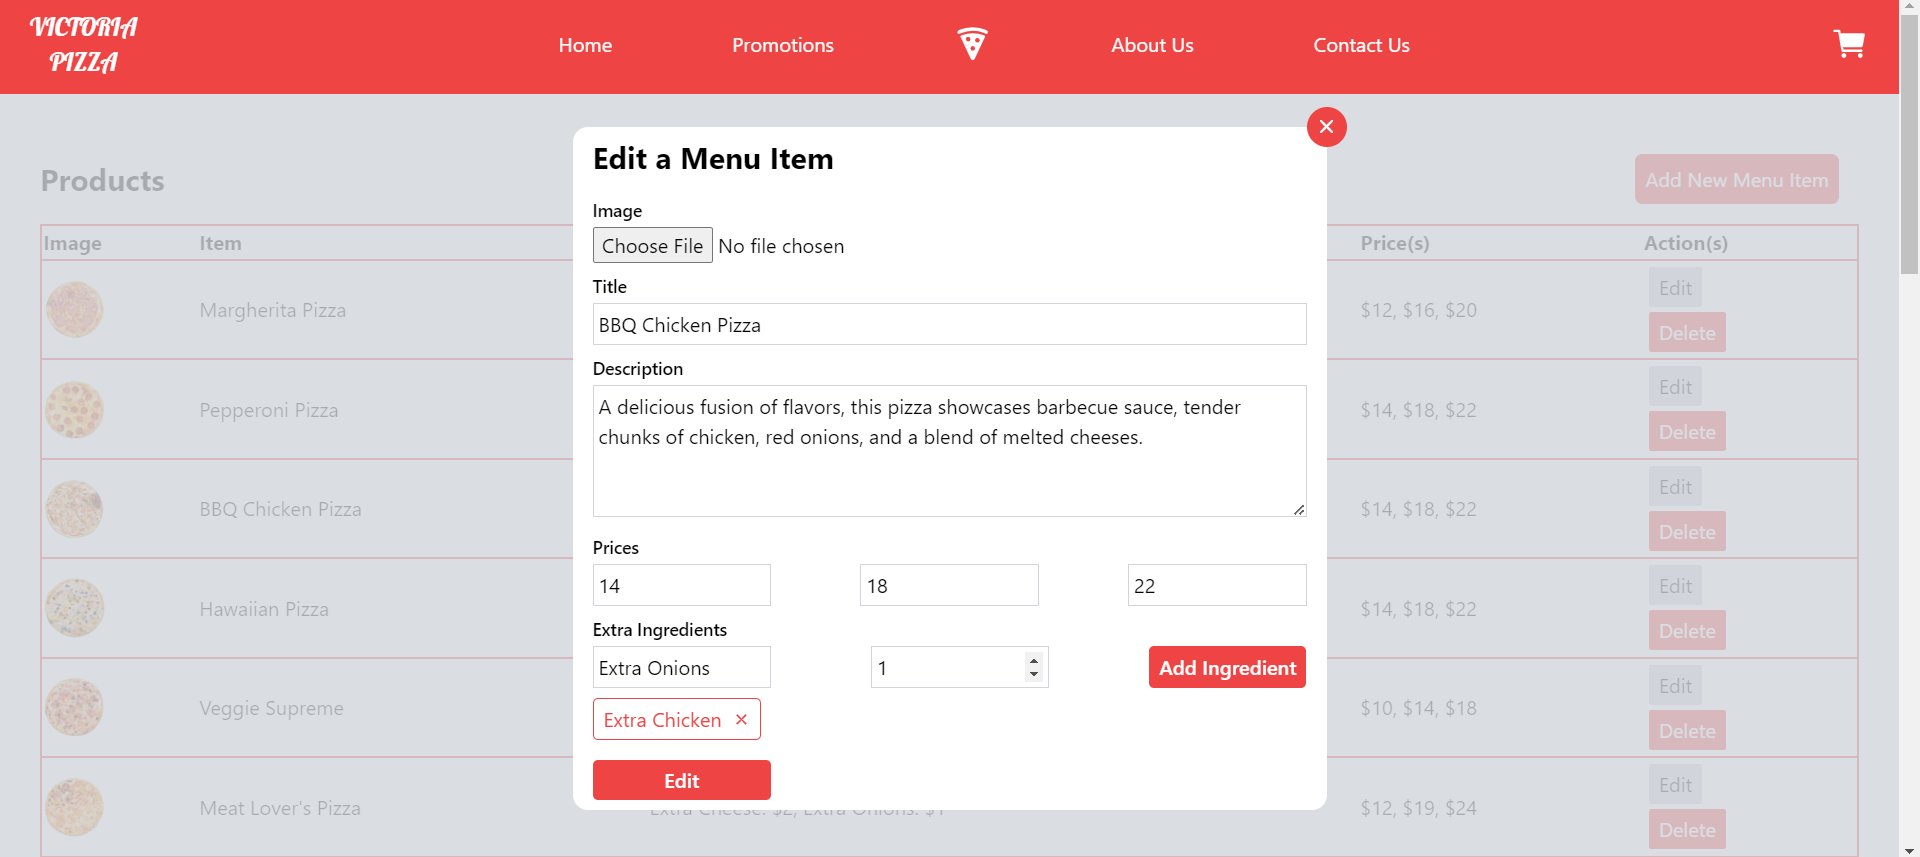 VICTORIA
PIZZA
Home
Promotions
About Us
Contact Us
Products
Add New Menu Item
Image
Item
Price(s)
Action(s)
Margherita Pizza
$12, $16, $20
Edit
Delete
Pepperoni Pizza
$14, $18, $22
Edit
Delete
BBQ Chicken Pizza
$14, $18, $22
Edit
Delete
Hawaiian Pizza
$14, $18, $22
Edit
Delete
Veggie Supreme
$10, $14, $18
Edit
Delete
Meat Lover's Pizza
Extra Cheese: $2, Extra Onions: $1
$12, $19, $24
Edit
Delete
Edit a Menu Item
Image
Choose File No file chosen
Title
BBQ Chicken Pizza
Description
A delicious fusion of flavors, this pizza showcases barbecue sauce, tender
chunks of chicken, red onions, and a blend of melted cheeses.
Prices
14
18
22
Extra Ingredients
Extra Onions
1
Add Ingredient
Extra Chicken ×
Edit